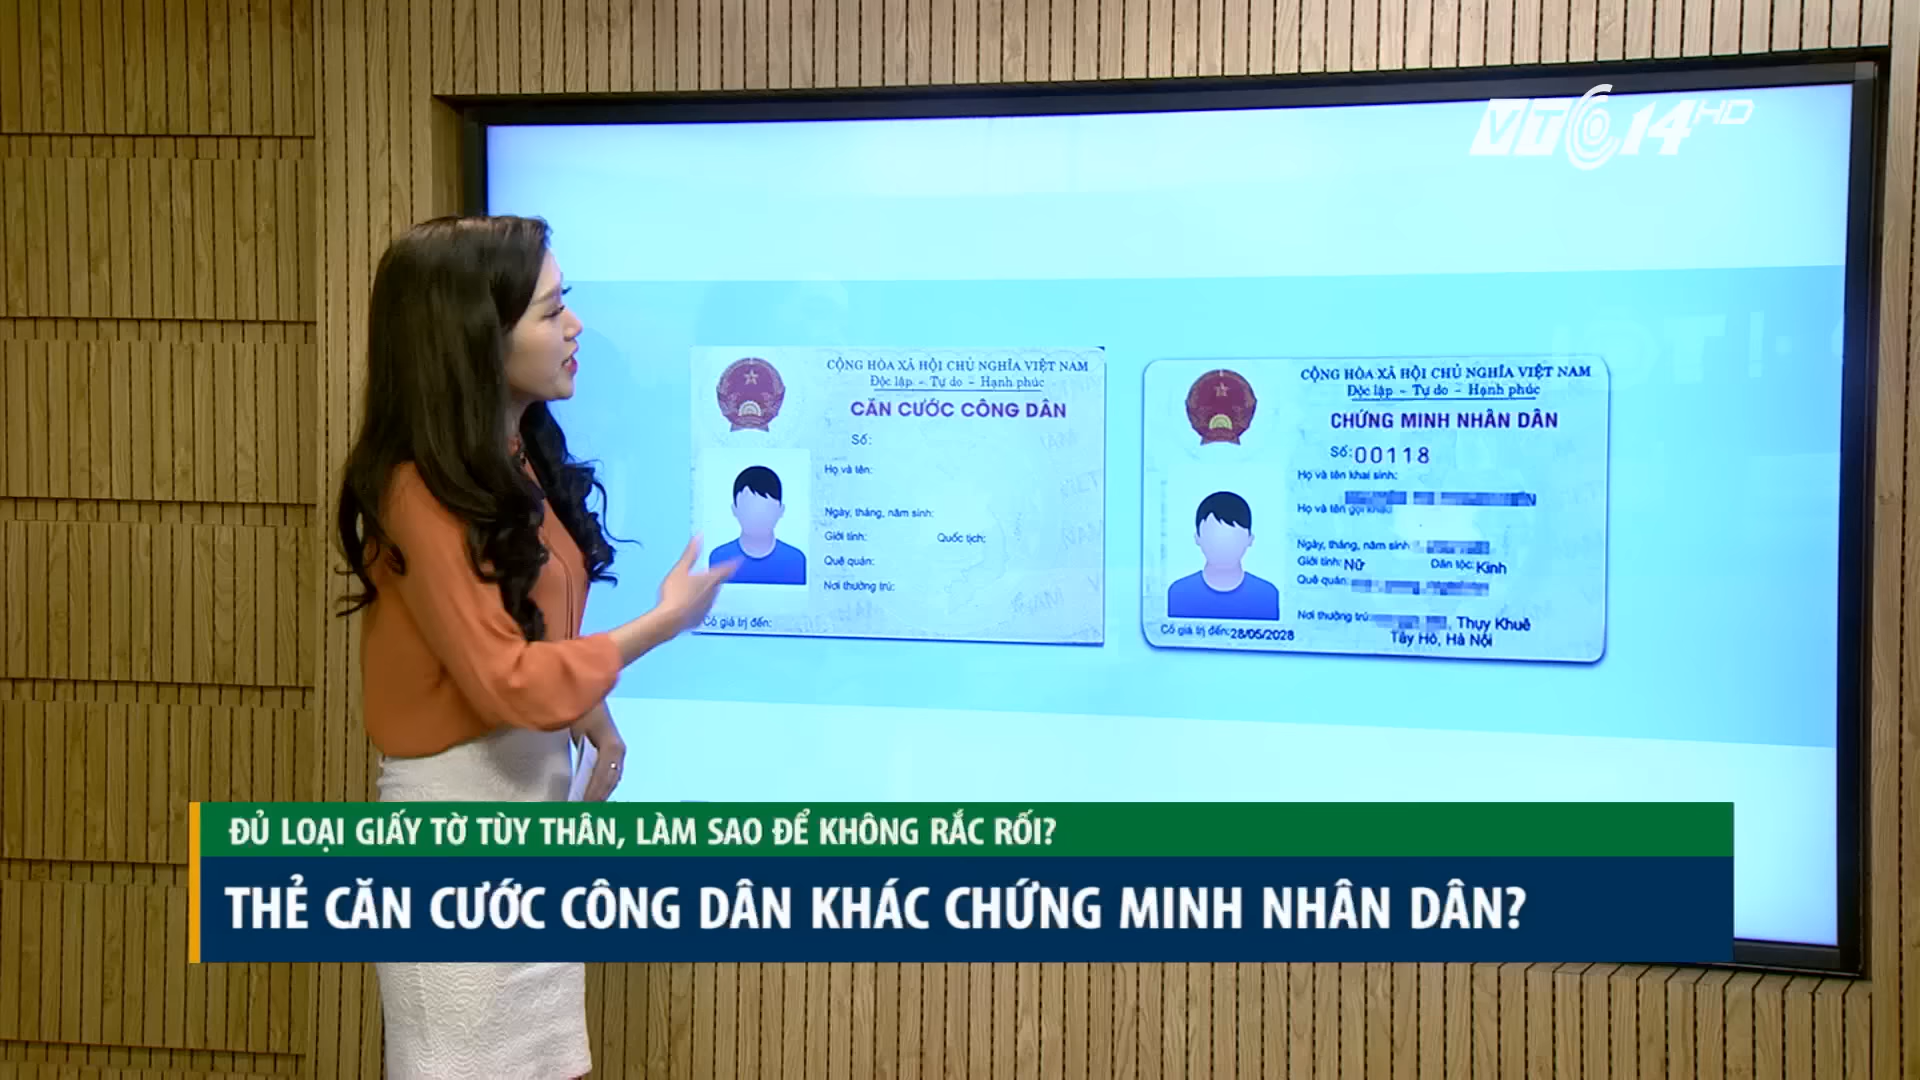 VTC14 HD
CỘNG HÒA XÃ HỘI CHỦ NGHĨA VIỆT NAM
Độc lập - Tự do - Hạnh phúc
CĂN CƯỚC CÔNG DÂN
Số:
Họ và tên:
Ngày, tháng, năm sinh:
Giới tính: Quốc tịch:
Quê quán:
Nơi thường trú:
Có giá trị đến:
CỘNG HÒA XÃ HỘI CHỦ NGHĨA VIỆT NAM
Độc lập - Tự do - Hạnh phúc
CHỨNG MINH NHÂN DÂN
Số: 00118
Họ và tên khai sinh:
Họ và tên gọi khác
Ngày, tháng, năm sinh
Giới tính: Nữ Dân tộc: Kinh
Quê quán:
Nơi thường trú , Thụy Khuê
Tây Hồ, Hà Nội
Có giá trị đến: 28/05/2028
ĐỦ LOẠI GIẤY TỜ TÙY THÂN, LÀM SAO ĐỂ KHÔNG RẮC RỐI?
THẺ CĂN CƯỚC CÔNG DÂN KHÁC CHỨNG MINH NHÂN DÂN?